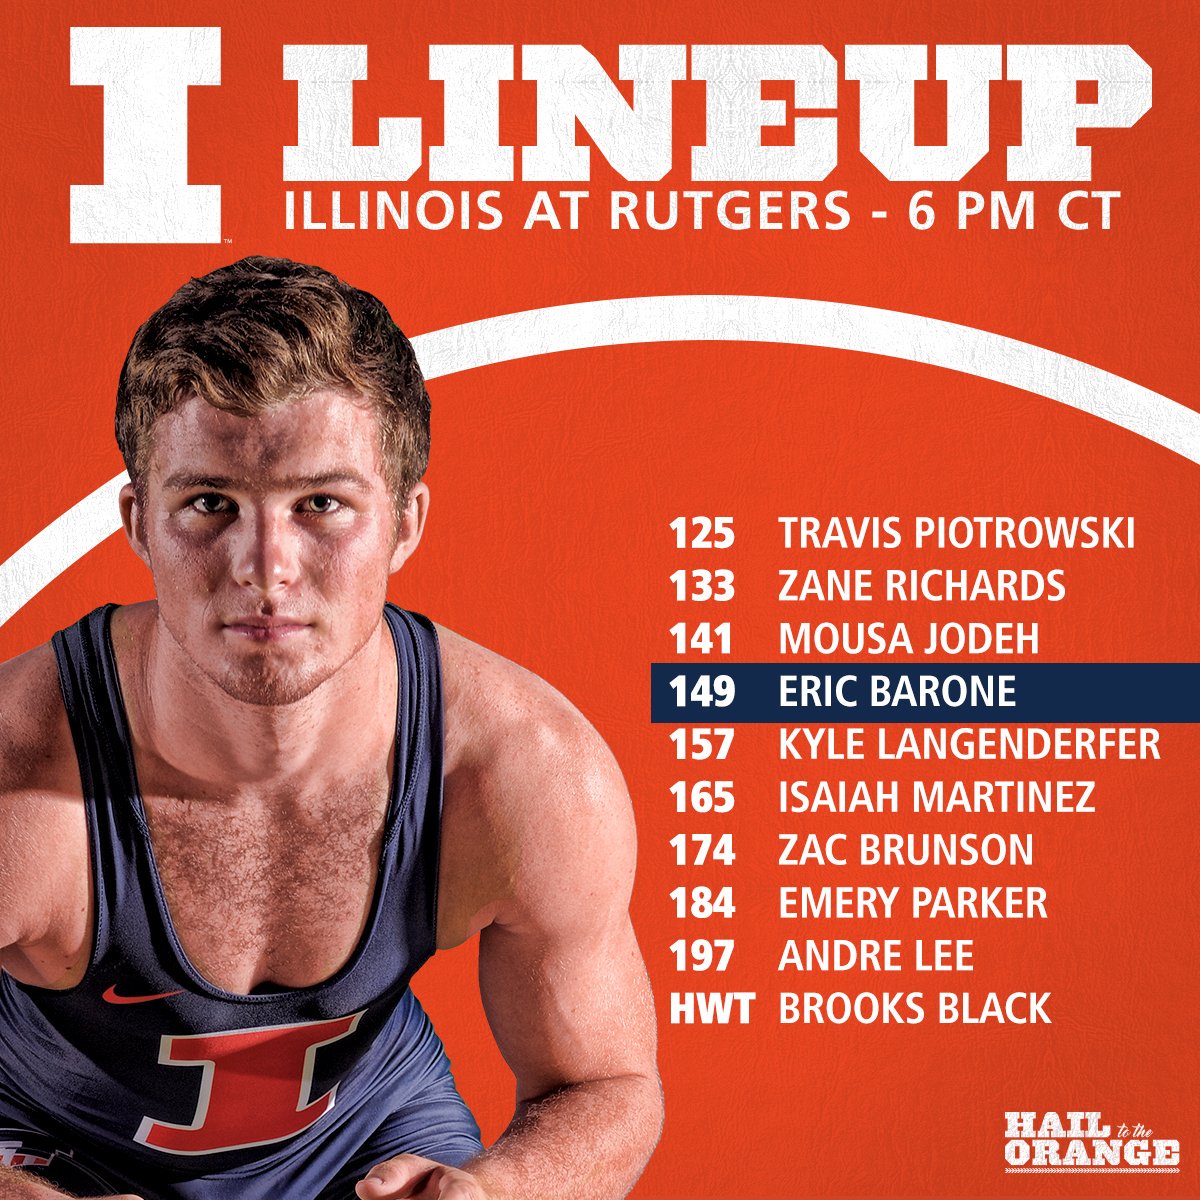 I LINEUP
ILLINOIS AT RUTGERS - 6 PM CT
125 TRAVIS PIOTROWSKI
133 ZANE RICHARDS
141 MOUSA JODEH
149 ERIC BARONE
157 KYLE LANGENDERFER
165 ISAIAH MARTINEZ
174 ZAC BRUNSON
184 EMERY PARKER
197 ANDRE LEE
HWT BROOKS BLACK
I
HAIL to the
ORANGE